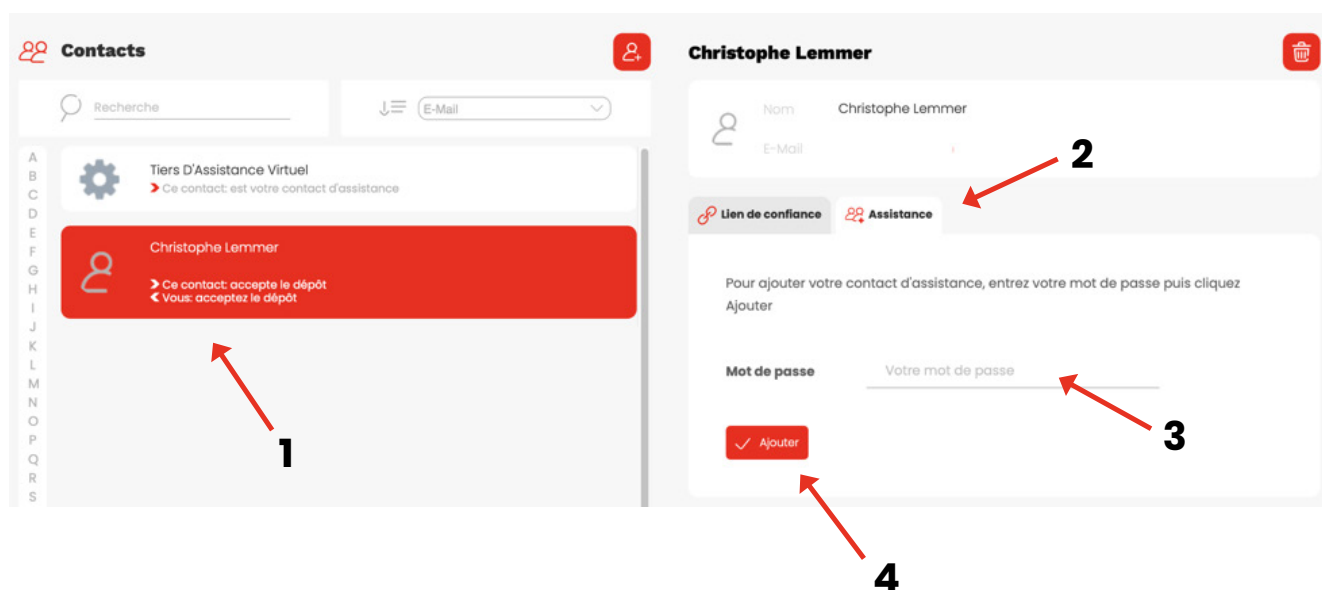 Contacts
Recherche
E-Mail
A
B
C
D
E
F
G
H
I
J
K
L
M
N
O
P
Q
R
S
Tiers D'Assistance Virtuel
Ce contact: est votre contact d'assistance
Christophe Lemmer
Ce contact: accepte le dépôt
Vous: acceptez le dépôt
1
Christophe Lemmer
Nom Christophe Lemmer
E-Mail
2
Lien de confiance Assistance
Pour ajouter votre contact d'assistance, entrez votre mot de passe puis cliquez
Ajouter
Mot de passe Votre mot de passe
3
Ajouter
4